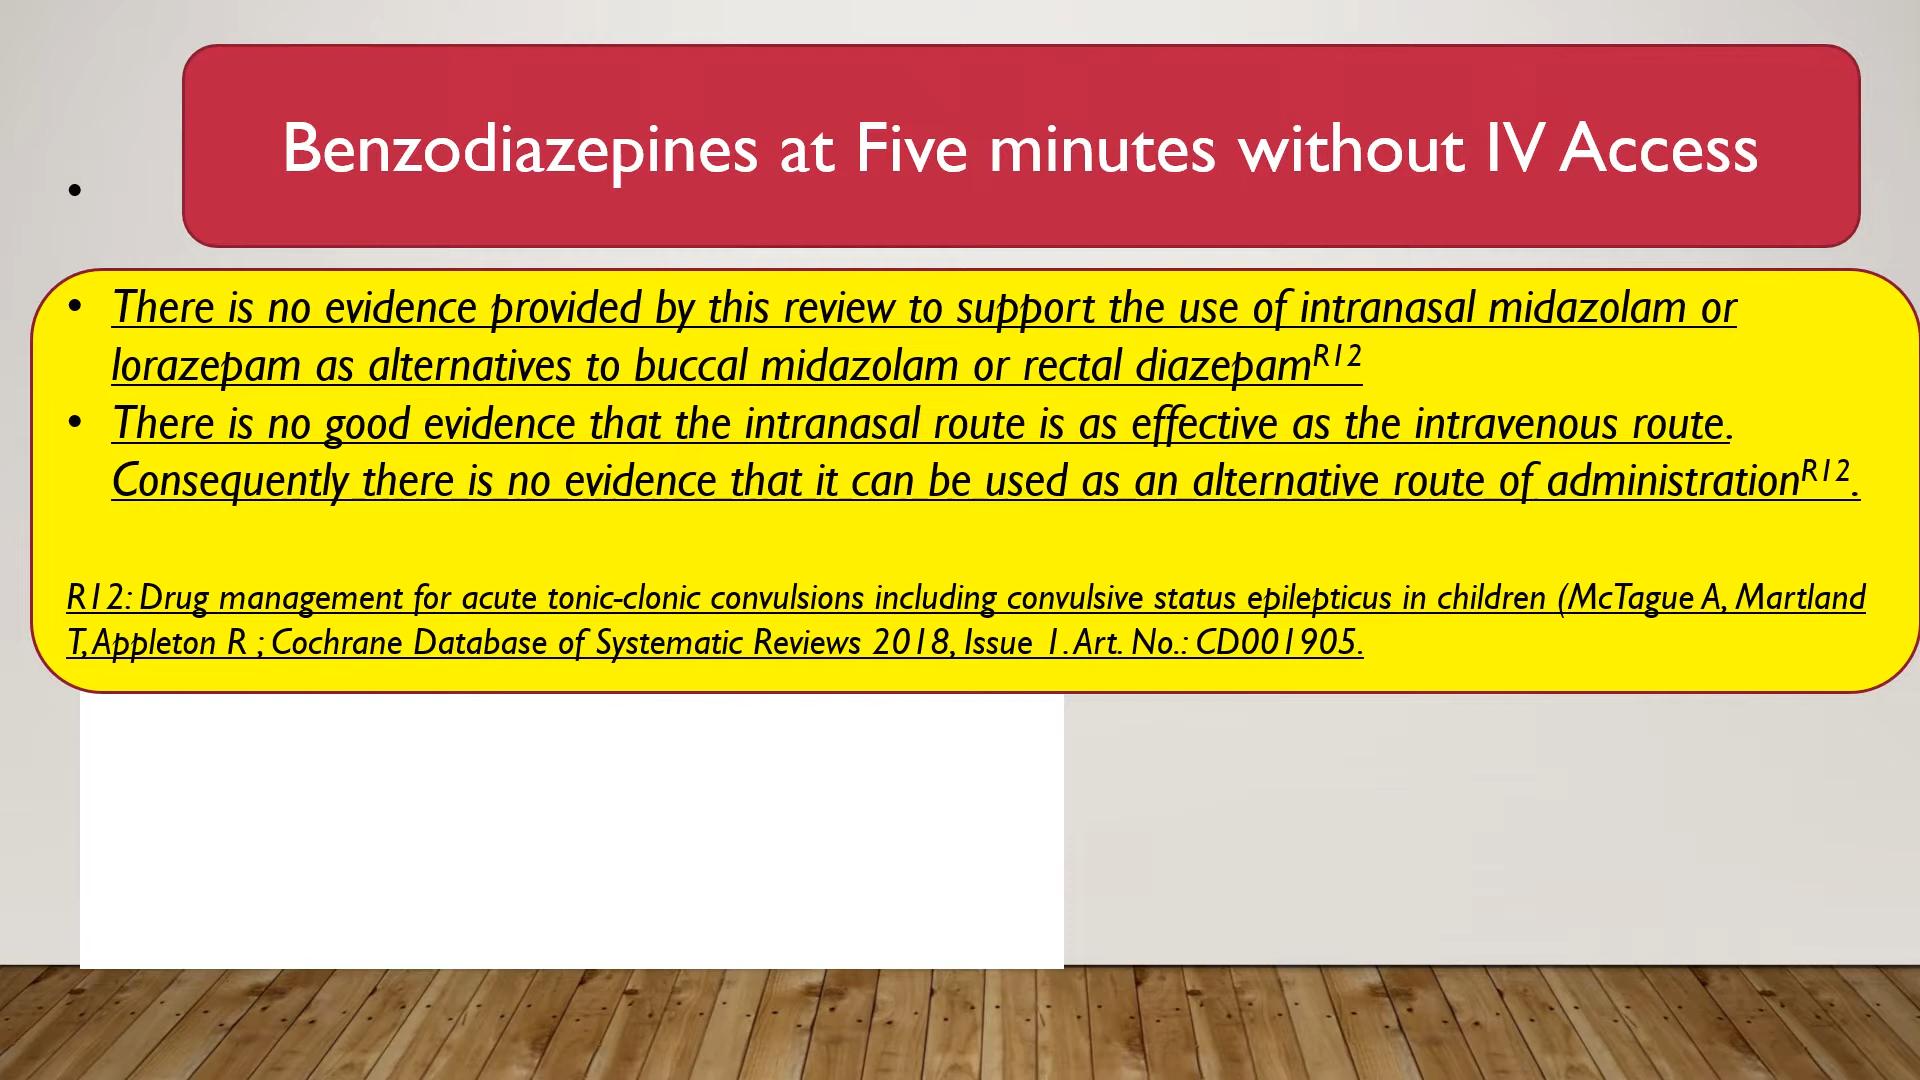 Benzodiazepines at Five minutes without IV Access
•
• There is no evidence provided by this review to support the use of intranasal midazolam or
lorazepam as alternatives to buccal midazolam or rectal diazepamR12
• There is no good evidence that the intranasal route is as effective as the intravenous route.
Consequently there is no evidence that it can be used as an alternative route of administrationR12.
R12: Drug management for acute tonic-clonic convulsions including convulsive status epilepticus in children (McTague A, Martland
T, Appleton R ; Cochrane Database of Systematic Reviews 2018, Issue 1. Art. No.: CD001905.